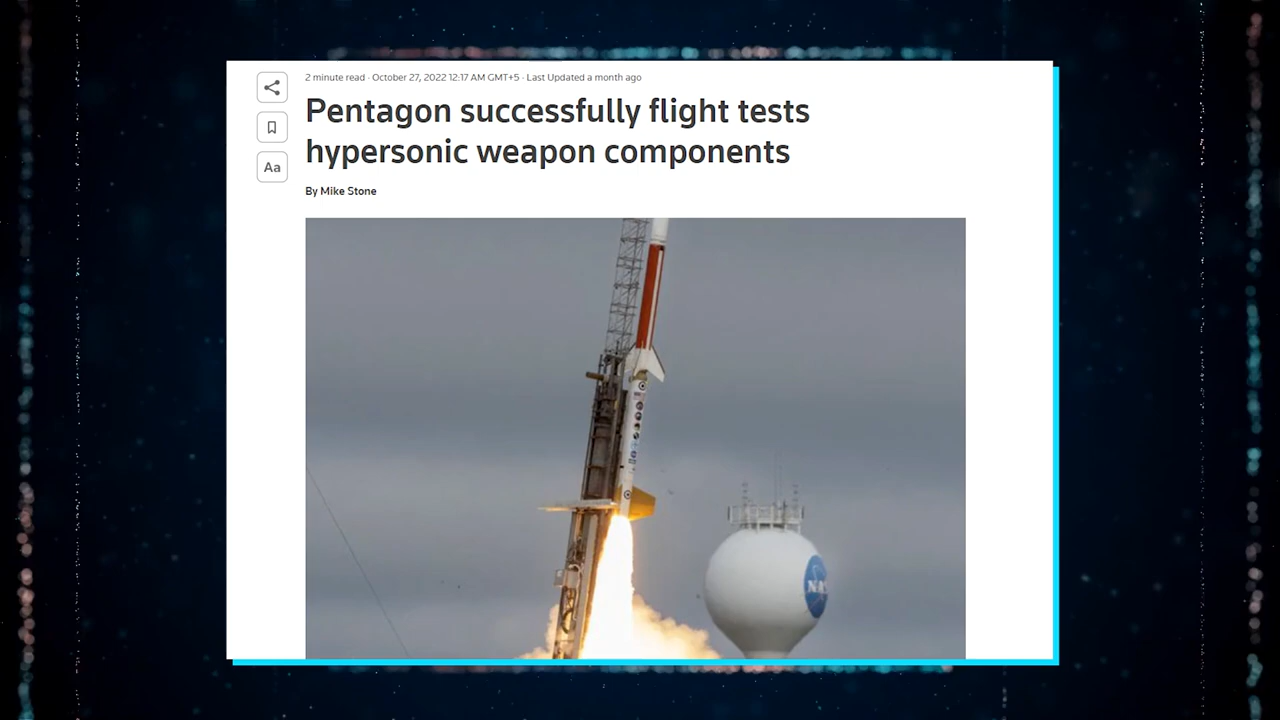 2 minute read · October 27, 2022 12:17 AM GMT+5 · Last Updated a month ago
Pentagon successfully flight tests
hypersonic weapon components
Aa
By Mike Stone
NAS